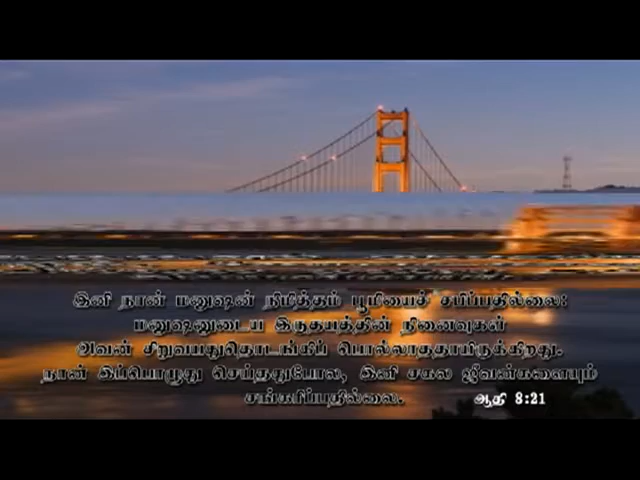 இனி நான் மனுஷன் நிமித்தம் பூமியைச் சபிப்பதில்லை:
மனுஷனுடைய இருதயத்தின் நினைவுகள்
அவன் சிறுவயதுதொடங்கிப் பொல்லாததாயிருக்கிறது.
நான் இப்பொழுது செய்ததுபோல, இனி சகல ஜீவன்களையும்
சங்கரிப்பதில்லை.
ஆதி 8:21